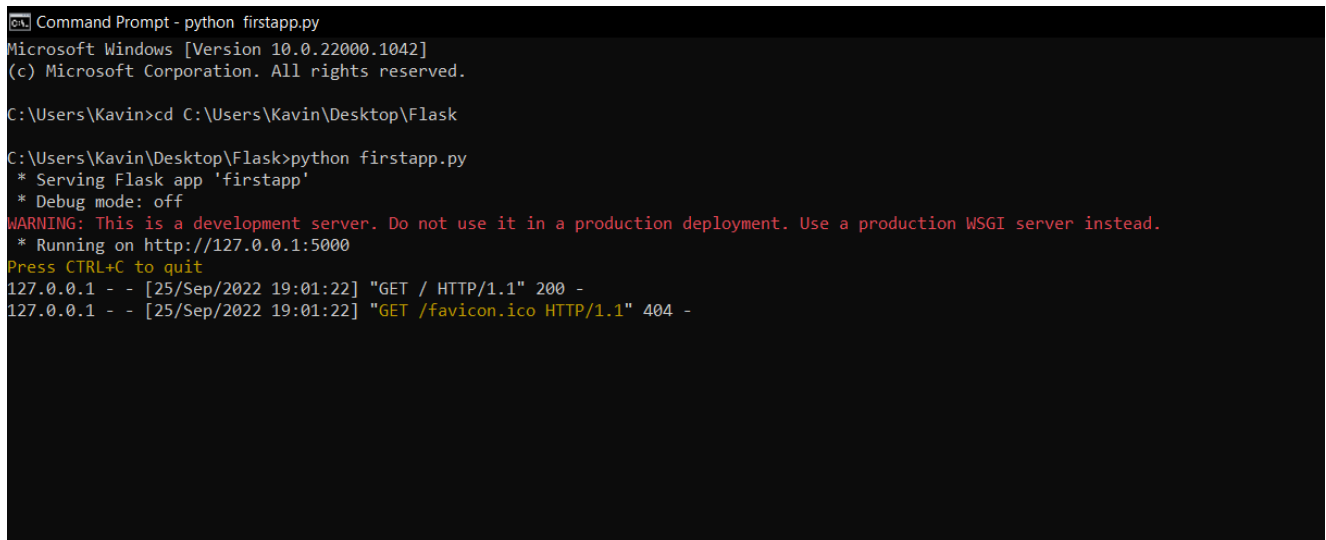 Command Prompt - python  firstapp.py
Microsoft Windows [Version 10.0.22000.1042]
(c) Microsoft Corporation. All rights reserved.
C:\Users\Kavin>cd C:\Users\Kavin\Desktop\Flask
C:\Users\Kavin\Desktop\Flask>python firstapp.py
 * Serving Flask app 'firstapp'
 * Debug mode: off
WARNING: This is a development server. Do not use it in a production deployment. Use a production WSGI server instead.
 * Running on http://127.0.0.1:5000
Press CTRL+C to quit
127.0.0.1 - - [25/Sep/2022 19:01:22] "GET / HTTP/1.1" 200 -
127.0.0.1 - - [25/Sep/2022 19:01:22] "GET /favicon.ico HTTP/1.1" 404 -